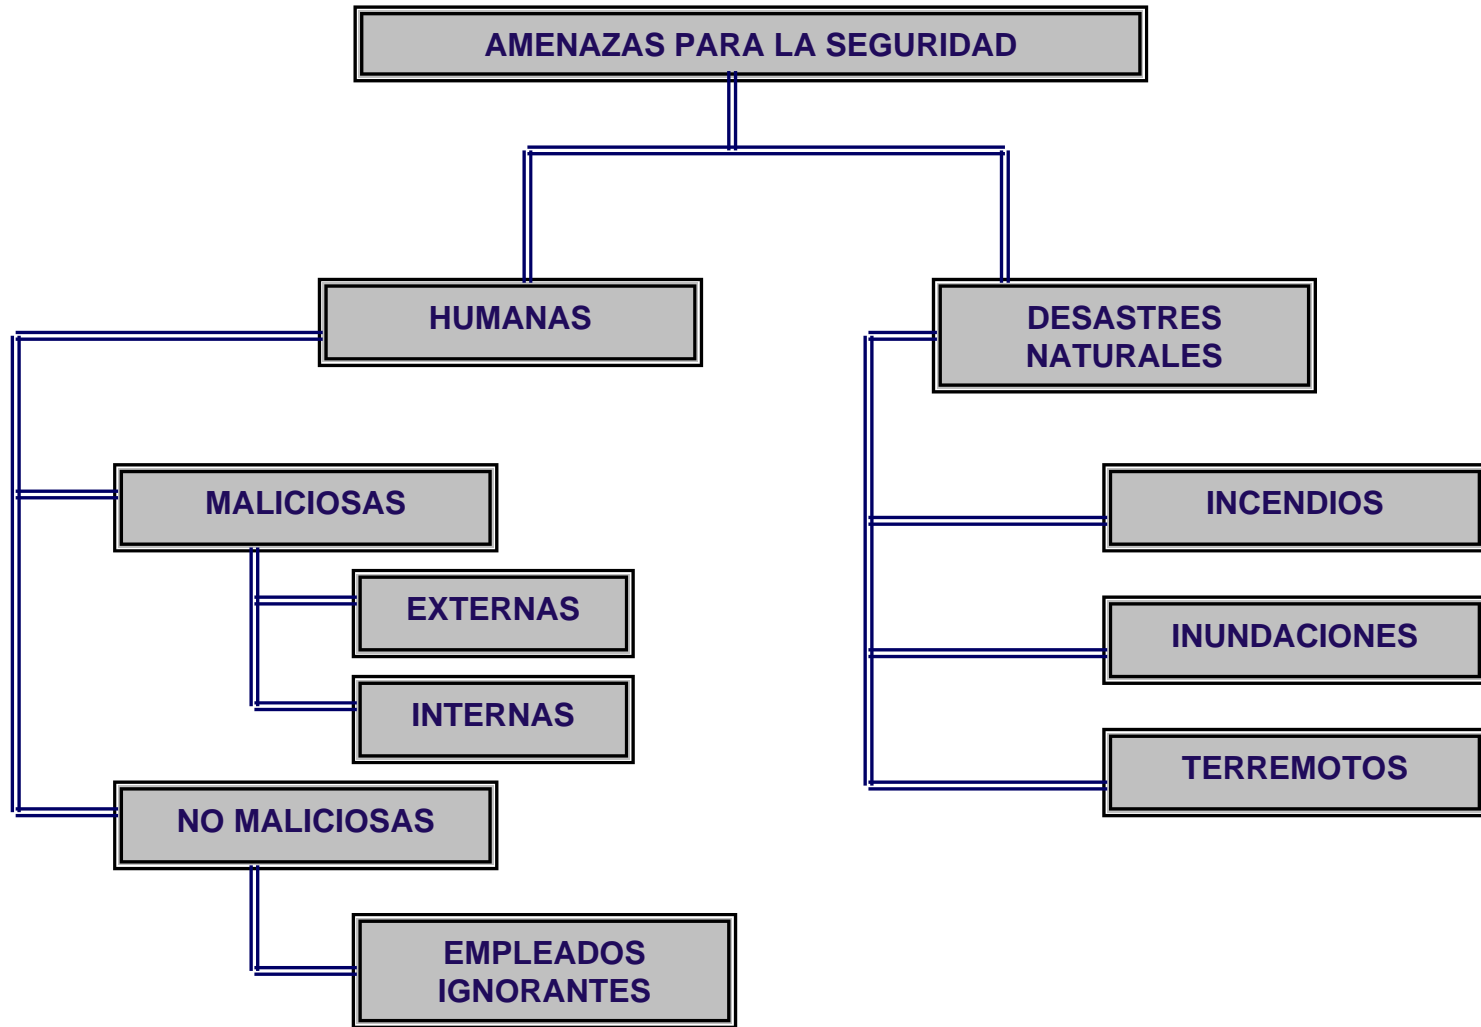 AMENAZAS PARA LA SEGURIDAD
HUMANAS
DESASTRES
NATURALES
MALICIOSAS
EXTERNAS
INTERNAS
NO MALICIOSAS
EMPLEADOS
IGNORANTES
INCENDIOS
INUNDACIONES
TERREMOTOS